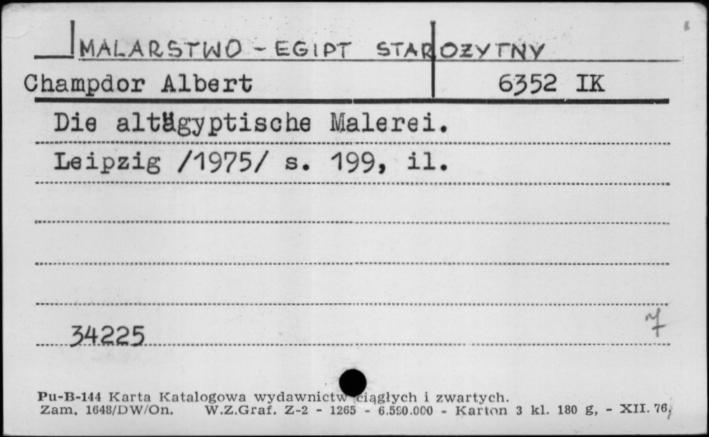 MALARSTWO - EGIPT STAROŻYTNY
Champdor Albert 6352 IK
Die altägyptische Malerei.
Leipzig /1975/ s. 199, il.
34225 7
Pu-B-144 Karta Katalogowa wydawnictw ciągłych i zwartych.
Zam. 1648/DW/On. W.Z.Graf. Z-2 - 1265 - 6.550.000 - Karton 3 kl. 180 g, - XII. 76.